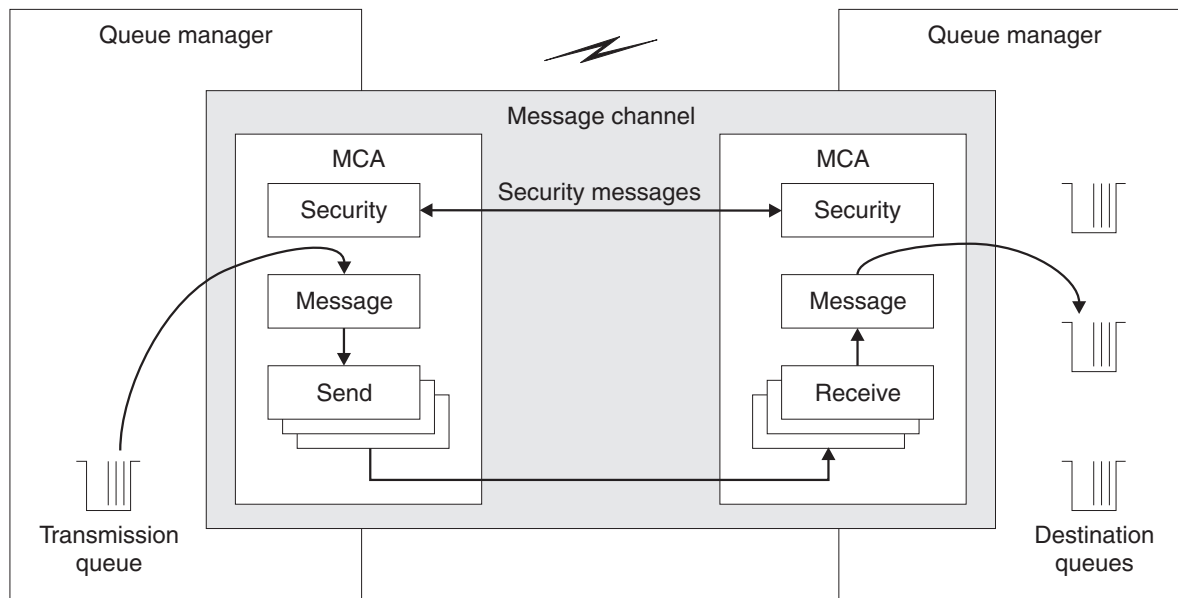 Queue manager
Queue manager
Message channel
MCA
MCA
Security
Security messages
Security
Message
Message
Send
Receive
Transmission
queue
Destination
queues